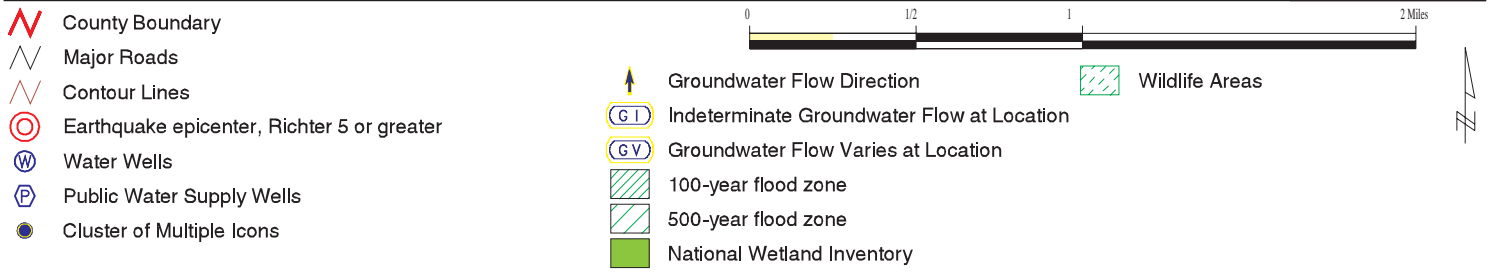 0 1/2 1 2 Miles
County Boundary
Major Roads
Contour Lines
Earthquake epicenter, Richter 5 or greater
W Water Wells
P Public Water Supply Wells
Cluster of Multiple Icons
Groundwater Flow Direction
G I Indeterminate Groundwater Flow at Location
G V Groundwater Flow Varies at Location
100-year flood zone
500-year flood zone
National Wetland Inventory
Wildlife Areas
N